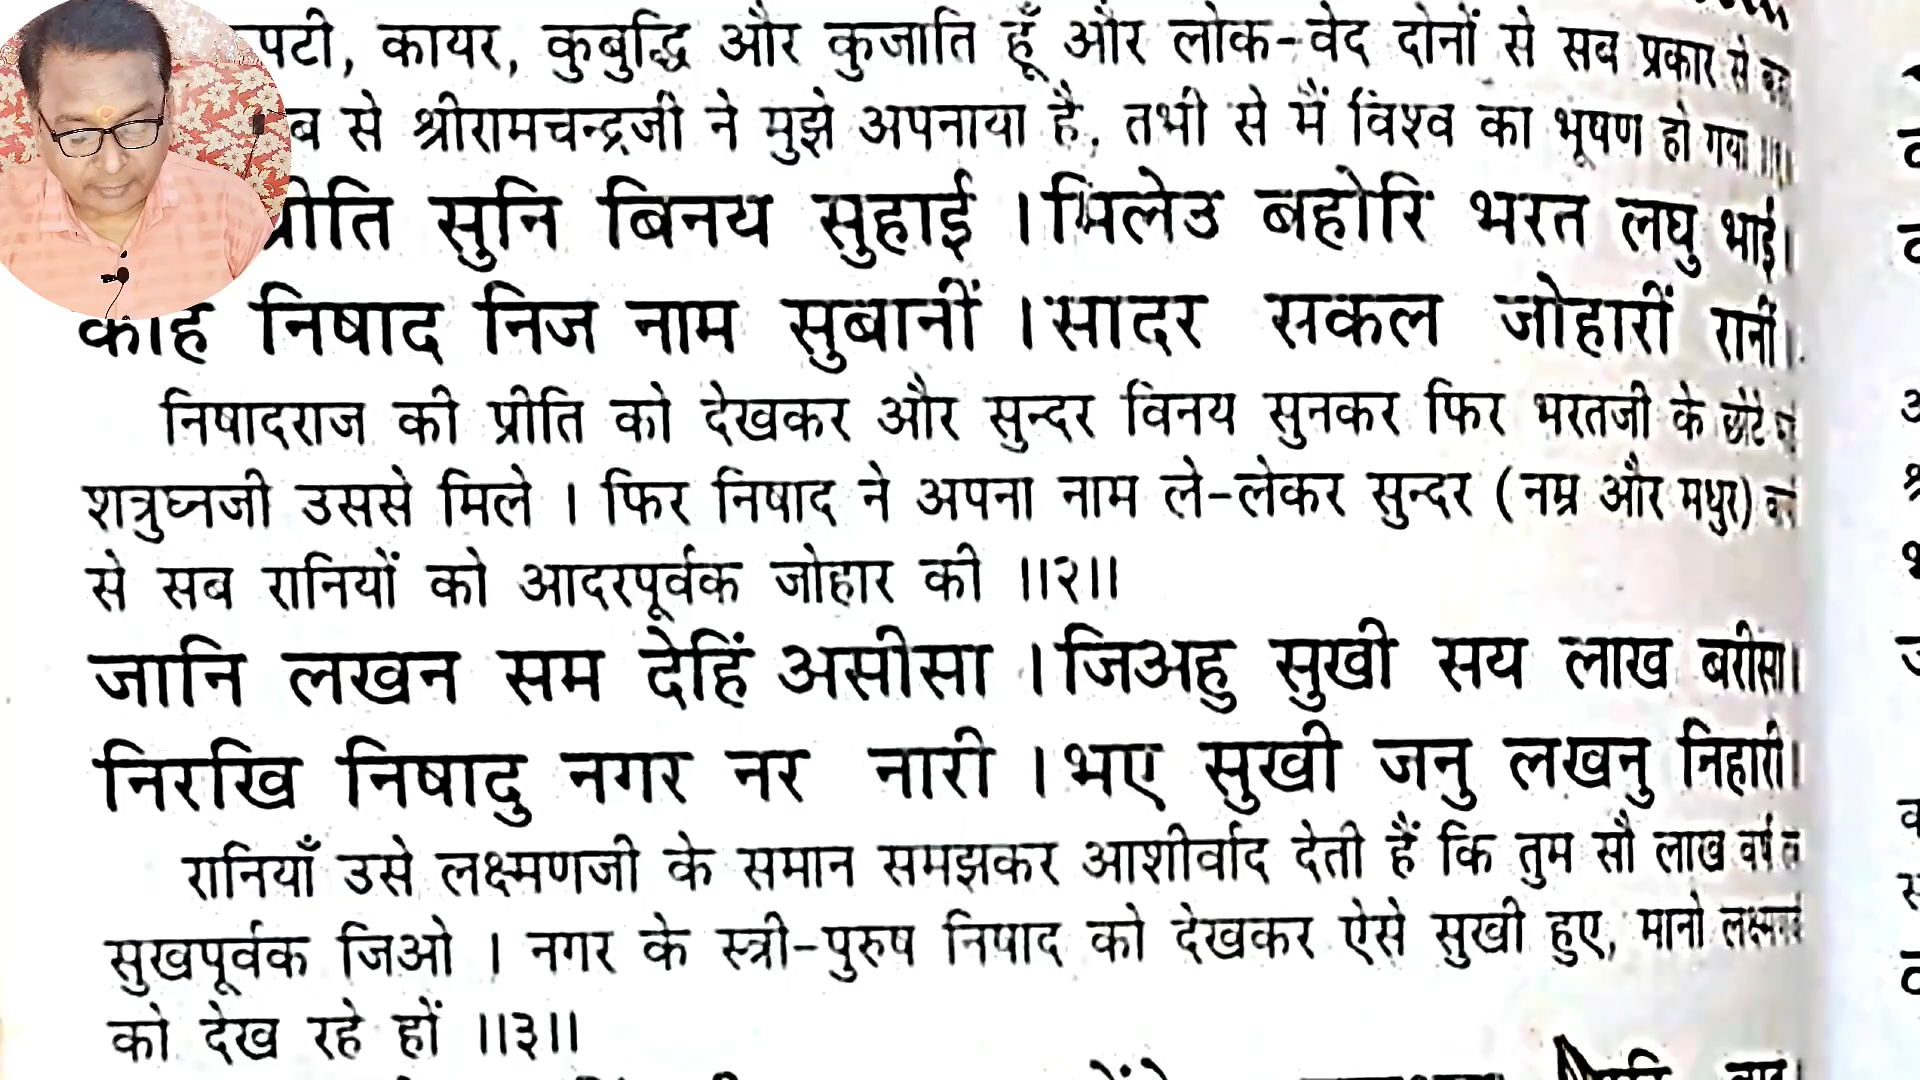 पटी, कायर, कुबुद्धि और कुजाति हूँ और लोक-वेद दोनों से सब प्रकार से
ब से श्रीरामचन्द्रजी ने मुझे अपनाया है, तभी से मैं विश्व का भूषण हो गया
प्रीति सुनि बिनय सुहाई । मिलेउ बहोरि भरत लघु भाई।
कहि निषाद निज नाम सुबानीं । सादर सकल जोहारीं रानीं।
निषादराज की प्रीति को देखकर और सुन्दर विनय सुनकर फिर भरतजी के छोटे
शत्रुघ्नजी उससे मिले । फिर निषाद ने अपना नाम ले-लेकर सुन्दर (नम्र और मधुर)
से सब रानियों को आदरपूर्वक जोहार की ।।२।।
जानि लखन सम देहिं असीसा । जिअहु सुखी सय लाख बरीसा।
निरखि निषादु नगर नर नारी । भए सुखी जनु लखनु निहारी।
रानियाँ उसे लक्ष्मणजी के समान समझकर आशीर्वाद देती हैं कि तुम सौ लाख वर्ष
सुखपूर्वक जिओ । नगर के स्त्री-पुरुष निषाद को देखकर ऐसे सुखी हुए, मानो
को देख रहे हों ।।३।।